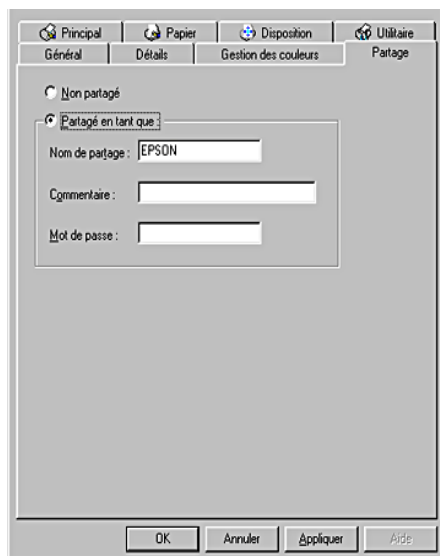 Principal Papier Disposition Utilitaire
Général Détails Gestion des couleurs Partage
Non partagé
Partagé en tant que :
Nom de partage : EPSON
Commentaire :
Mot de passe :
OK Annuler Appliquer Aide